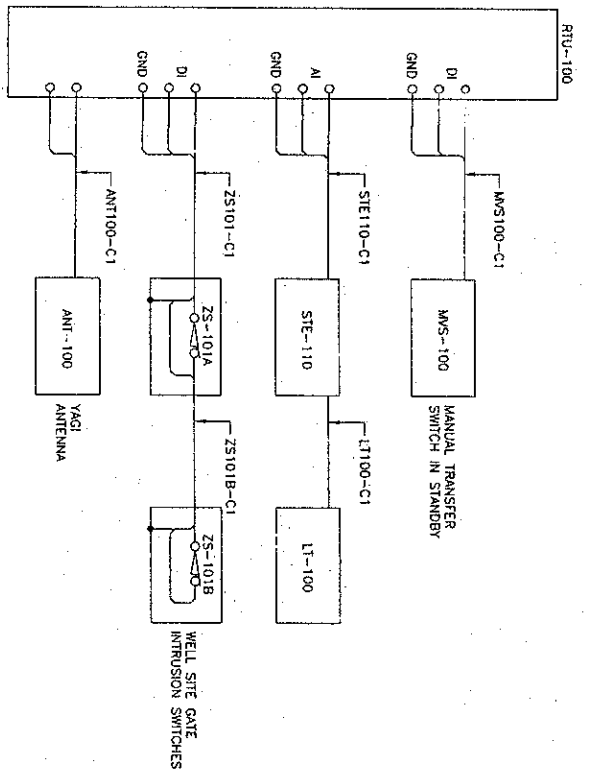 RTU-100
DI
GND
MVS100-C1
MVS-100
MANUAL TRANSFER
SWITCH IN STANDBY
AI
GND
STE110-C1
STE-110
LT100-C1
LT-100
DI
GND
ZS101-C1
ZS-101A
ZS101B-C1
ZS-101B
WELL SITE GATE
INTRUSION SWITCHES
ANT100-C1
ANT-100
YAGI
ANTENNA